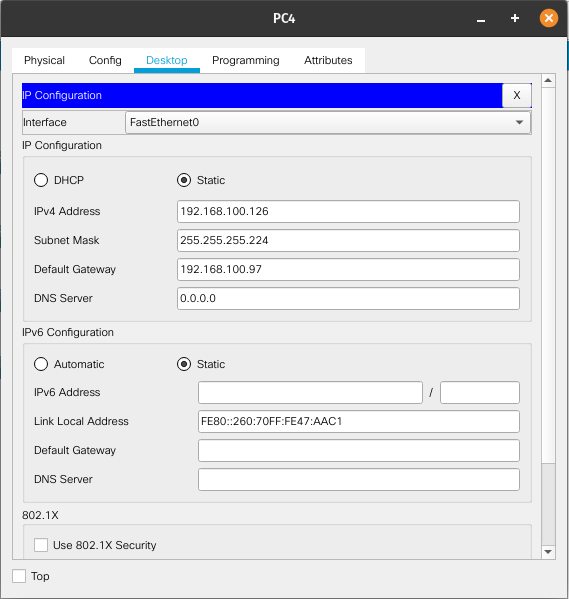 PC4
Physical Config Desktop Programming Attributes
IP Configuration X
Interface FastEthernet0
IP Configuration
DHCP Static
IPv4 Address 192.168.100.126
Subnet Mask 255.255.255.224
Default Gateway 192.168.100.97
DNS Server 0.0.0.0
IPv6 Configuration
Automatic Static
IPv6 Address /
Link Local Address FE80::260:70FF:FE47:AAC1
Default Gateway
DNS Server
802.1X
Use 802.1X Security
Top